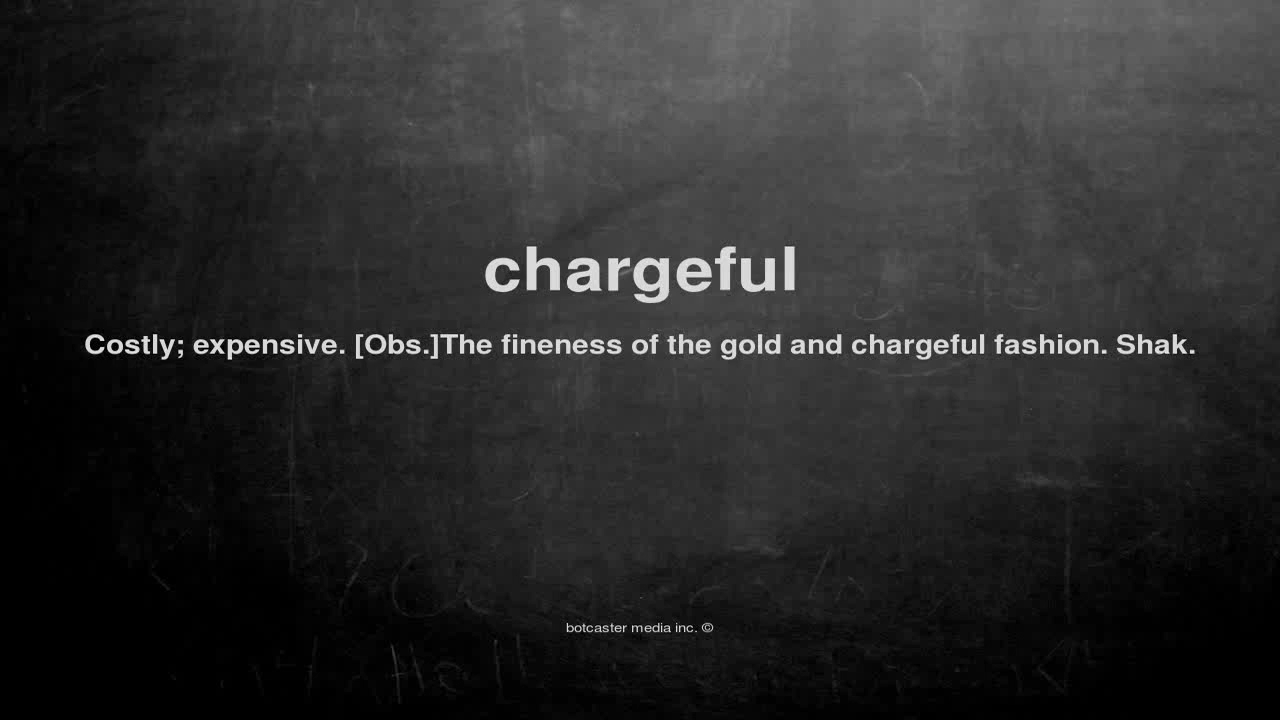 chargeful
Costly; expensive. [Obs.]The fineness of the gold and chargeful fashion. Shak.
botcaster media inc. ©